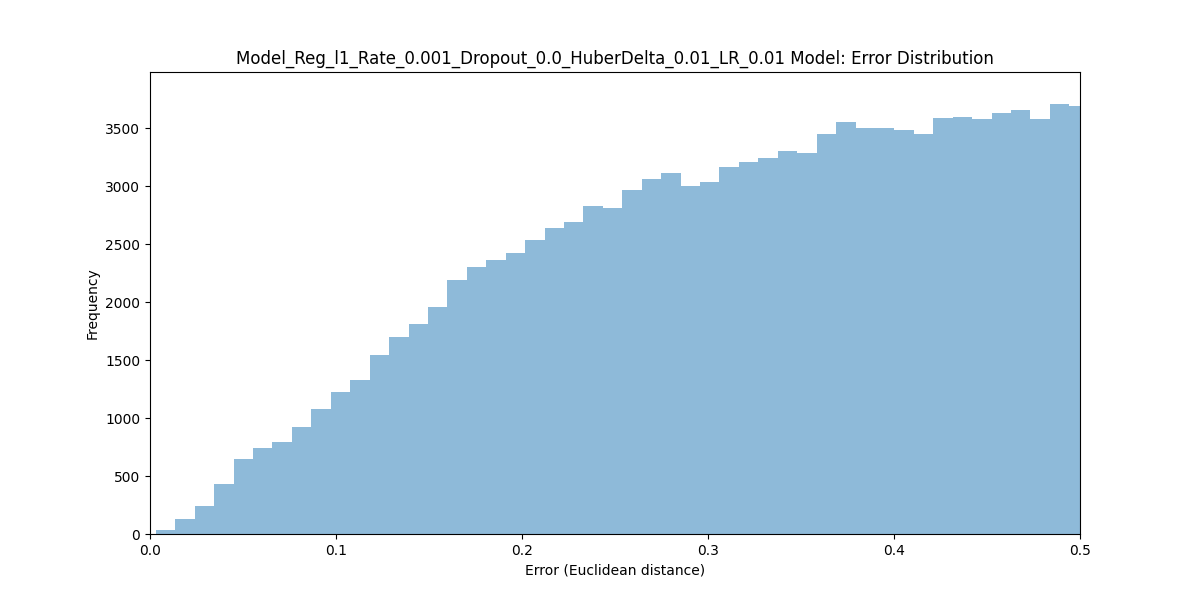 Model_Reg_l1_Rate_0.001_Dropout_0.0_HuberDelta_0.01_LR_0.01 Model: Error Distribution
3500
3000
2500
2000
1500
1000
500
0
Frequency
0.0 0.1 0.2 0.3 0.4 0.5
Error (Euclidean distance)